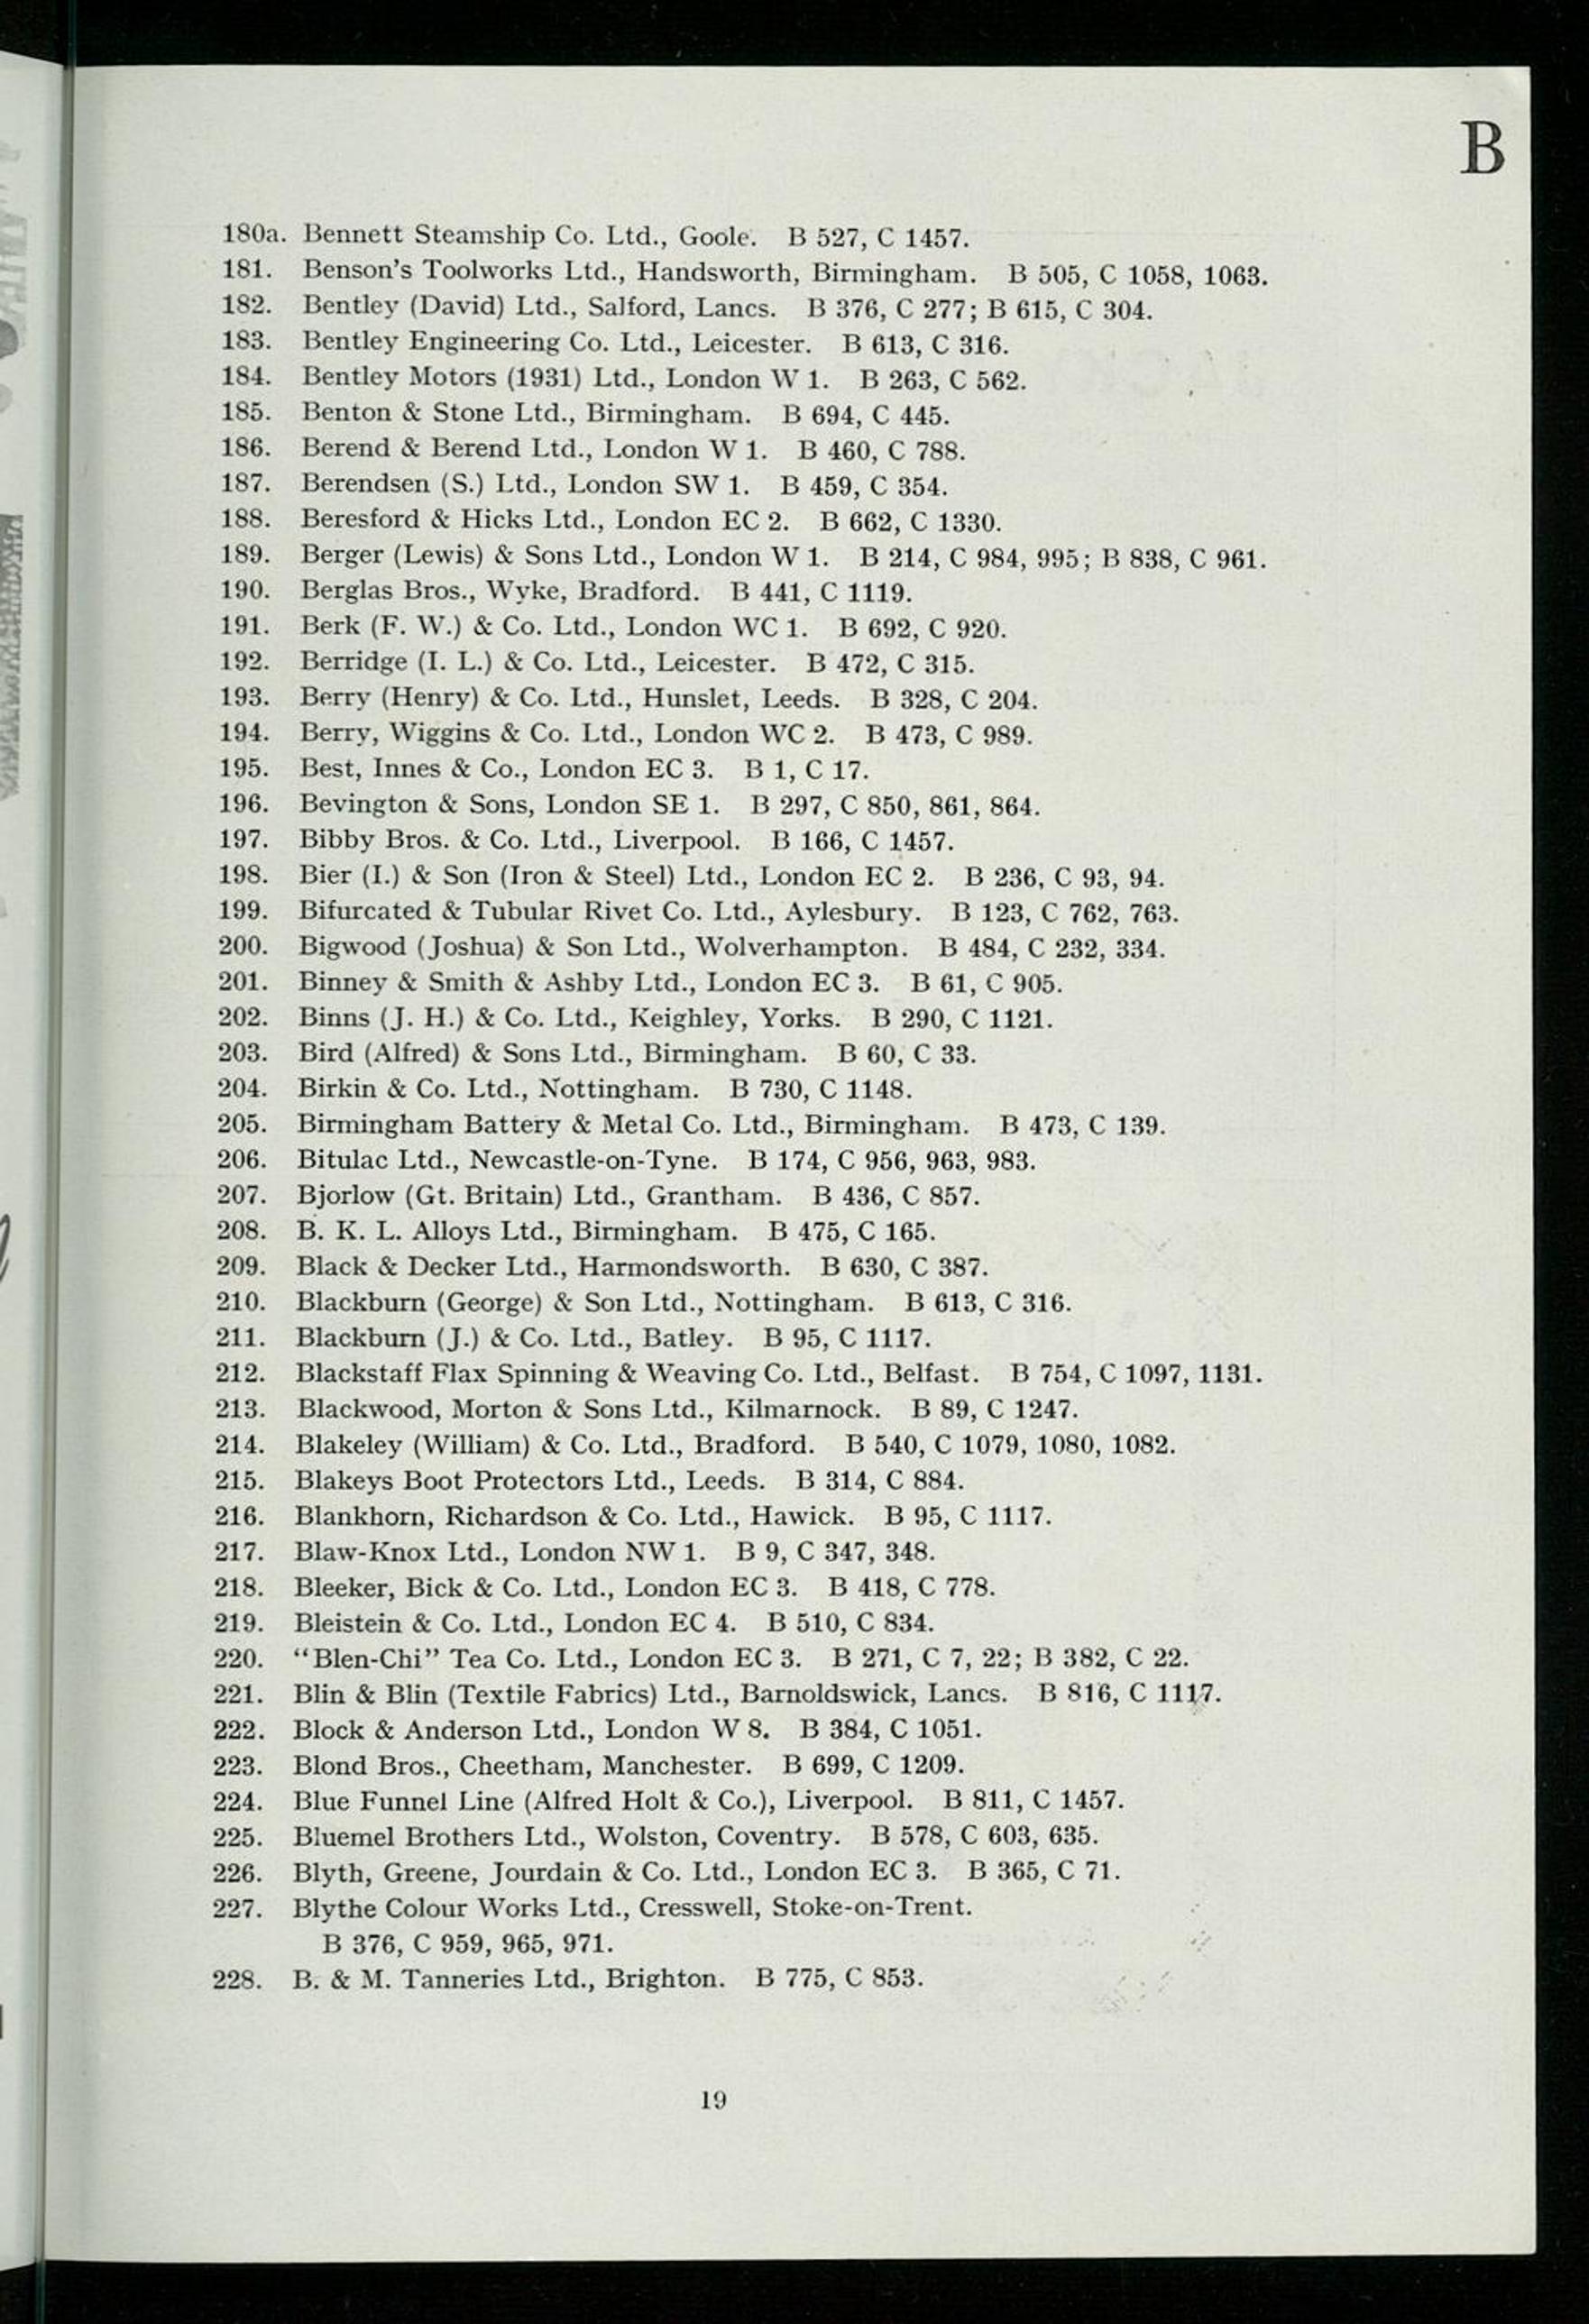 B
180a. Bennett Steamship Co. Ltd., Goole. B 527, C 1457.
181. Benson's Toolworks Ltd., Handsworth, Birmingham. B 505, C 1058, 1063.
182. Bentley (David) Ltd., Salford, Lancs. B 376, C 277; B 615, C 304.
183. Bentley Engineering Co. Ltd., Leicester. B 613, C 316.
184. Bentley Motors (1931) Ltd., London W 1. B 263, C 562.
185. Benton & Stone Ltd., Birmingham. B 694, C 445.
186. Berend & Berend Ltd., London W 1. B 460, C 788.
187. Berendsen (S.) Ltd., London SW 1. B 459, C 354.
188. Beresford & Hicks Ltd., London EC 2. B 662, C 1330.
189. Berger (Lewis) & Sons Ltd., London W 1. B 214, C 984, 995; B 838, C 961.
190. Berglas Bros., Wyke, Bradford. B 441, C 1119.
191. Berk (F. W.) & Co. Ltd., London WC 1. B 692, C 920.
192. Berridge (I. L.) & Co. Ltd., Leicester. B 472, C 315.
193. Berry (Henry) & Co. Ltd., Hunslet, Leeds. B 328, C 204.
194. Berry, Wiggins & Co. Ltd., London WC 2. B 473, C 989.
195. Best, Innes & Co., London EC 3. B 1, C 17.
196. Bevington & Sons, London SE 1. B 297, C 850, 861, 864.
197. Bibby Bros. & Co. Ltd., Liverpool. B 166, C 1457.
198. Bier (I.) & Son (Iron & Steel) Ltd., London EC 2. B 236, C 93, 94.
199. Bifurcated & Tubular Rivet Co. Ltd., Aylesbury. B 123, C 762, 763.
200. Bigwood (Joshua) & Son Ltd., Wolverhampton. B 484, C 232, 334.
201. Binney & Smith & Ashby Ltd., London EC 3. B 61, C 905.
202. Binns (J. H.) & Co. Ltd., Keighley, Yorks. B 290, C 1121.
203. Bird (Alfred) & Sons Ltd., Birmingham. B 60, C 33.
204. Birkin & Co. Ltd., Nottingham. B 730, C 1148.
205. Birmingham Battery & Metal Co. Ltd., Birmingham. B 473, C 139.
206. Bitulac Ltd., Newcastle-on-Tyne. B 174, C 956, 963, 983.
207. Bjorlow (Gt. Britain) Ltd., Grantham. B 436, C 857.
208. B. K. L. Alloys Ltd., Birmingham. B 475, C 165.
209. Black & Decker Ltd., Harmondsworth. B 630, C 387.
210. Blackburn (George) & Son Ltd., Nottingham. B 613, C 316.
211. Blackburn (J.) & Co. Ltd., Batley. B 95, C 1117.
212. Blackstaff Flax Spinning & Weaving Co. Ltd., Belfast. B 754, C 1097, 1131.
213. Blackwood, Morton & Sons Ltd., Kilmarnock. B 89, C 1247.
214. Blakeley (William) & Co. Ltd., Bradford. B 540, C 1079, 1080, 1082.
215. Blakeys Boot Protectors Ltd., Leeds. B 314, C 884.
216. Blankhorn, Richardson & Co. Ltd., Hawick. B 95, C 1117.
217. Blaw-Knox Ltd., London NW 1. B 9, C 347, 348.
218. Bleeker, Bick & Co. Ltd., London EC 3. B 418, C 778.
219. Bleistein & Co. Ltd., London EC 4. B 510, C 834.
220. "Blen-Chi" Tea Co. Ltd., London EC 3. B 271, C 7, 22; B 382, C 22.
221. Blin & Blin (Textile Fabrics) Ltd., Barnoldswick, Lancs. B 816, C 1117.
222. Block & Anderson Ltd., London W 8. B 384, C 1051.
223. Blond Bros., Cheetham, Manchester. B 699, C 1209.
224. Blue Funnel Line (Alfred Holt & Co.), Liverpool. B 811, C 1457.
225. Bluemel Brothers Ltd., Wolston, Coventry. B 578, C 603, 635.
226. Blyth, Greene, Jourdain & Co. Ltd., London EC 3. B 365, C 71.
227. Blythe Colour Works Ltd., Cresswell, Stoke-on-Trent.
B 376, C 959, 965, 971.
228. B. & M. Tanneries Ltd., Brighton. B 775, C 853.
19